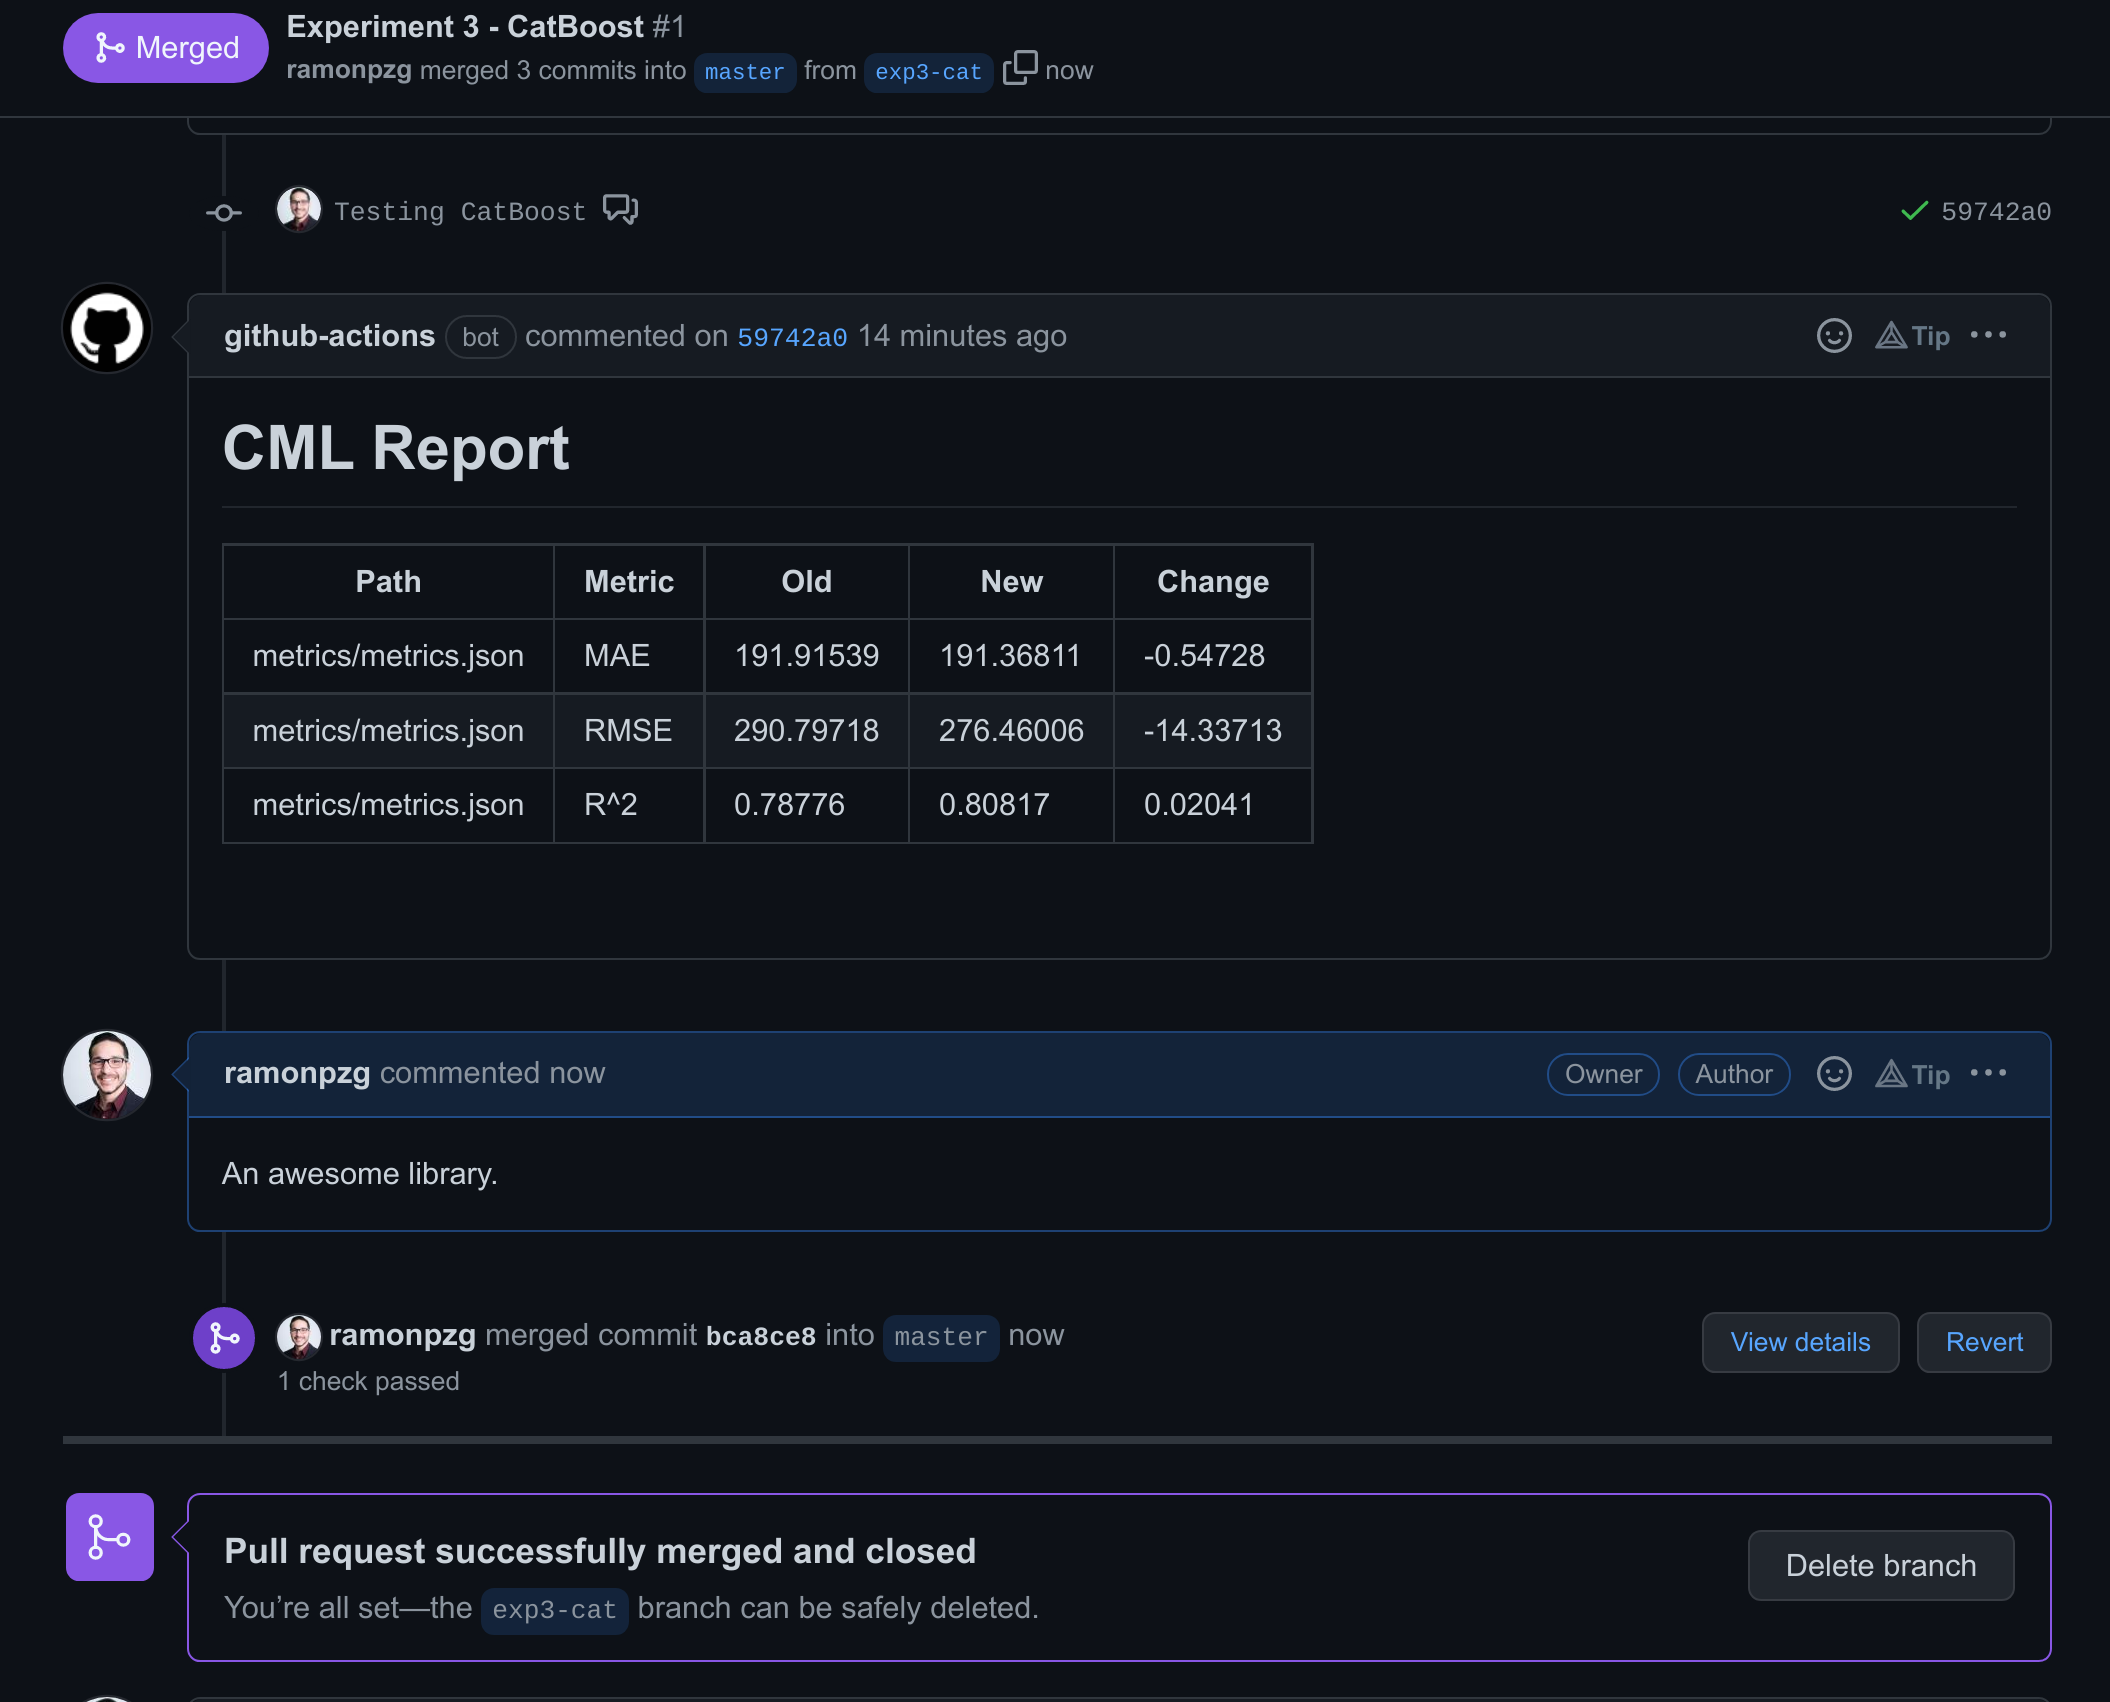 Merged
Experiment 3 - CatBoost #1
ramonpzg merged 3 commits into master from exp3-cat now
Testing CatBoost 59742a0
github-actions bot commented on 59742a0 14 minutes ago Tip ...
CML Report
Path Metric Old New Change
metrics/metrics.json MAE 191.91539 191.36811 -0.54728
metrics/metrics.json RMSE 290.79718 276.46006 -14.33713
metrics/metrics.json R^2 0.78776 0.80817 0.02041
ramonpzg commented now Owner Author Tip ...
An awesome library.
ramonpzg merged commit bca8ce8 into master now View details Revert
1 check passed
Pull request successfully merged and closed
You’re all set—the exp3-cat branch can be safely deleted.
Delete branch